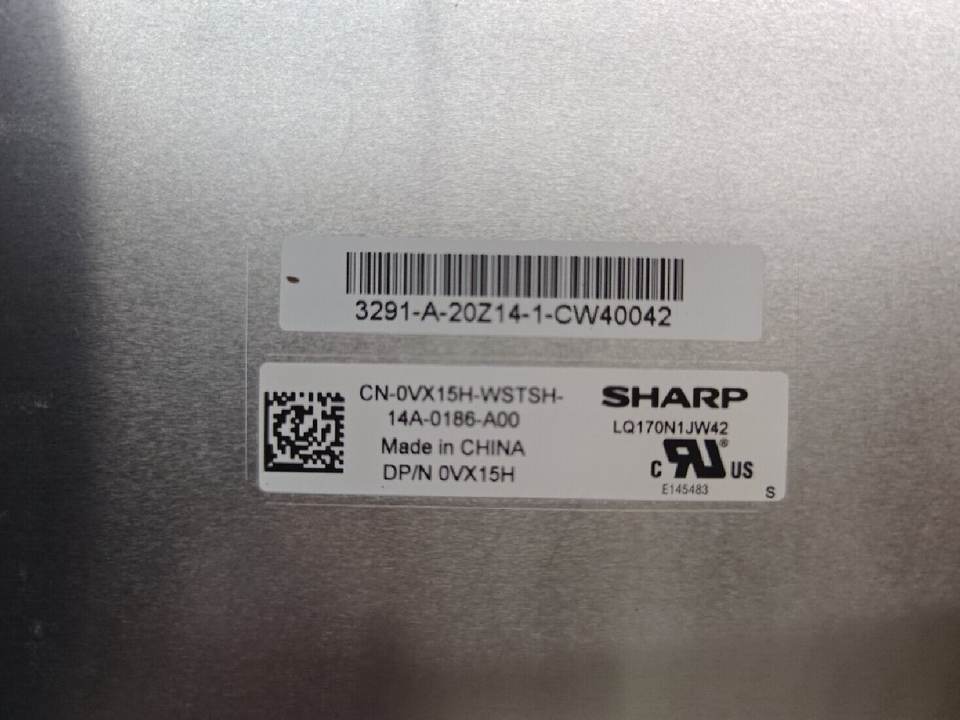 3291-A-20Z14-1-CW40042
CN-0VX15H-WSTSH-
14A-0186-A00
Made in CHINA
DP/N 0VX15H
SHARP
LQ170N1JW42
C RU® US
E145483
S